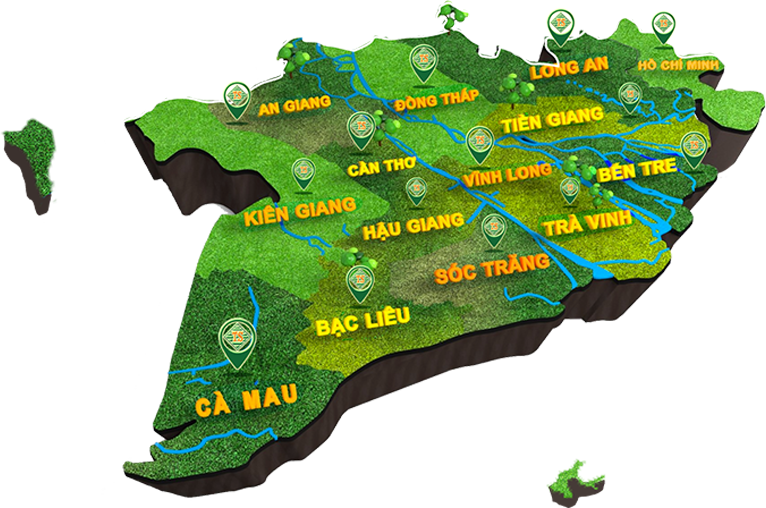 LONG AN
HỒ CHÍ MINH
AN GIANG
ĐỒNG THÁP
TIỀN GIANG
CẦN THƠ
VĨNH LONG
BẾN TRE
KIÊN GIANG
HẬU GIANG
TRÀ VINH
SÓC TRĂNG
BẠC LIÊU
CÀ MAU